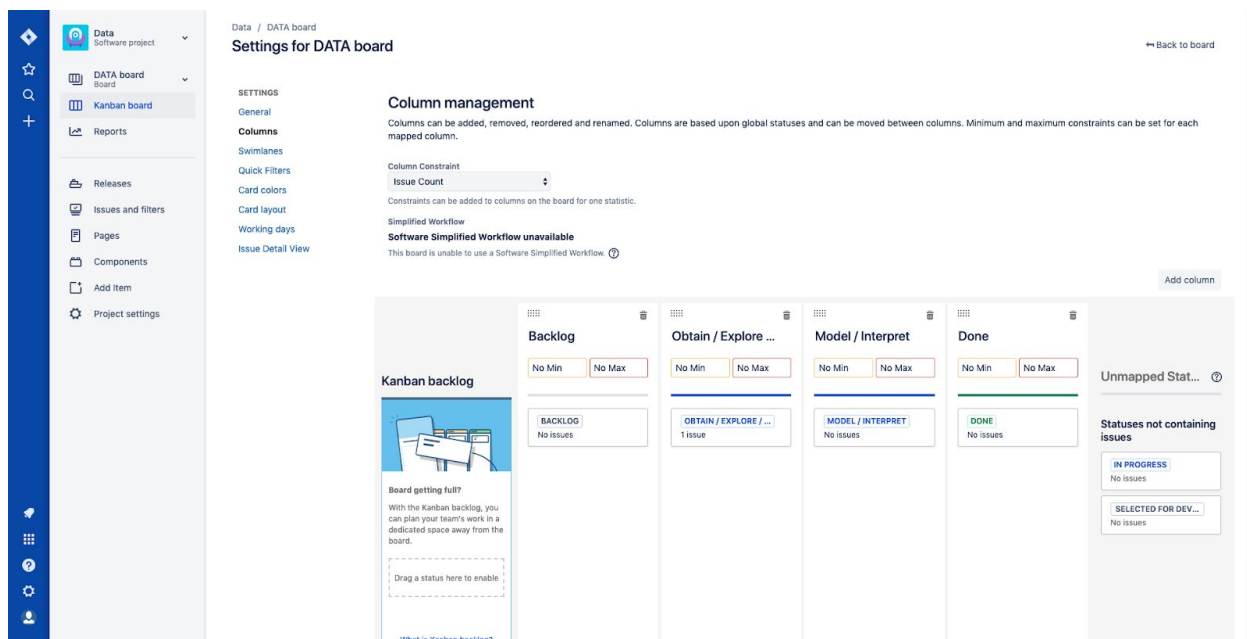 Data
Software project
DATA board
Board
Kanban board
Reports
Releases
Issues and filters
Pages
Components
Add Item
Project settings
Data / DATA board
Settings for DATA board
Back to board
SETTINGS
General
Columns
Swimlanes
Quick Filters
Card colors
Card layout
Working days
Issue Detail View
Column management
Columns can be added, removed, reordered and renamed. Columns are based upon global statuses and can be moved between columns. Minimum and maximum constraints can be set for each
mapped column.
Column Constraint
Issue Count
Constraints can be added to columns on the board for one statistic.
Simplified Workflow
Software Simplified Workflow unavailable
This board is unable to use a Software Simplified Workflow.
Add column
Kanban backlog
Board getting full?
With the Kanban backlog, you
can plan your team's work in a
dedicated space away from the
board.
Drag a status here to enable
What is Kanban backlog?
Backlog
No Min No Max
BACKLOG
No issues
Obtain / Explore ...
No Min No Max
OBTAIN / EXPLORE / ...
1 issue
Model / Interpret
No Min No Max
MODEL / INTERPRET
No issues
Done
No Min No Max
DONE
No issues
Unmapped Stat...
Statuses not containing
issues
IN PROGRESS
No issues
SELECTED FOR DEV...
No issues